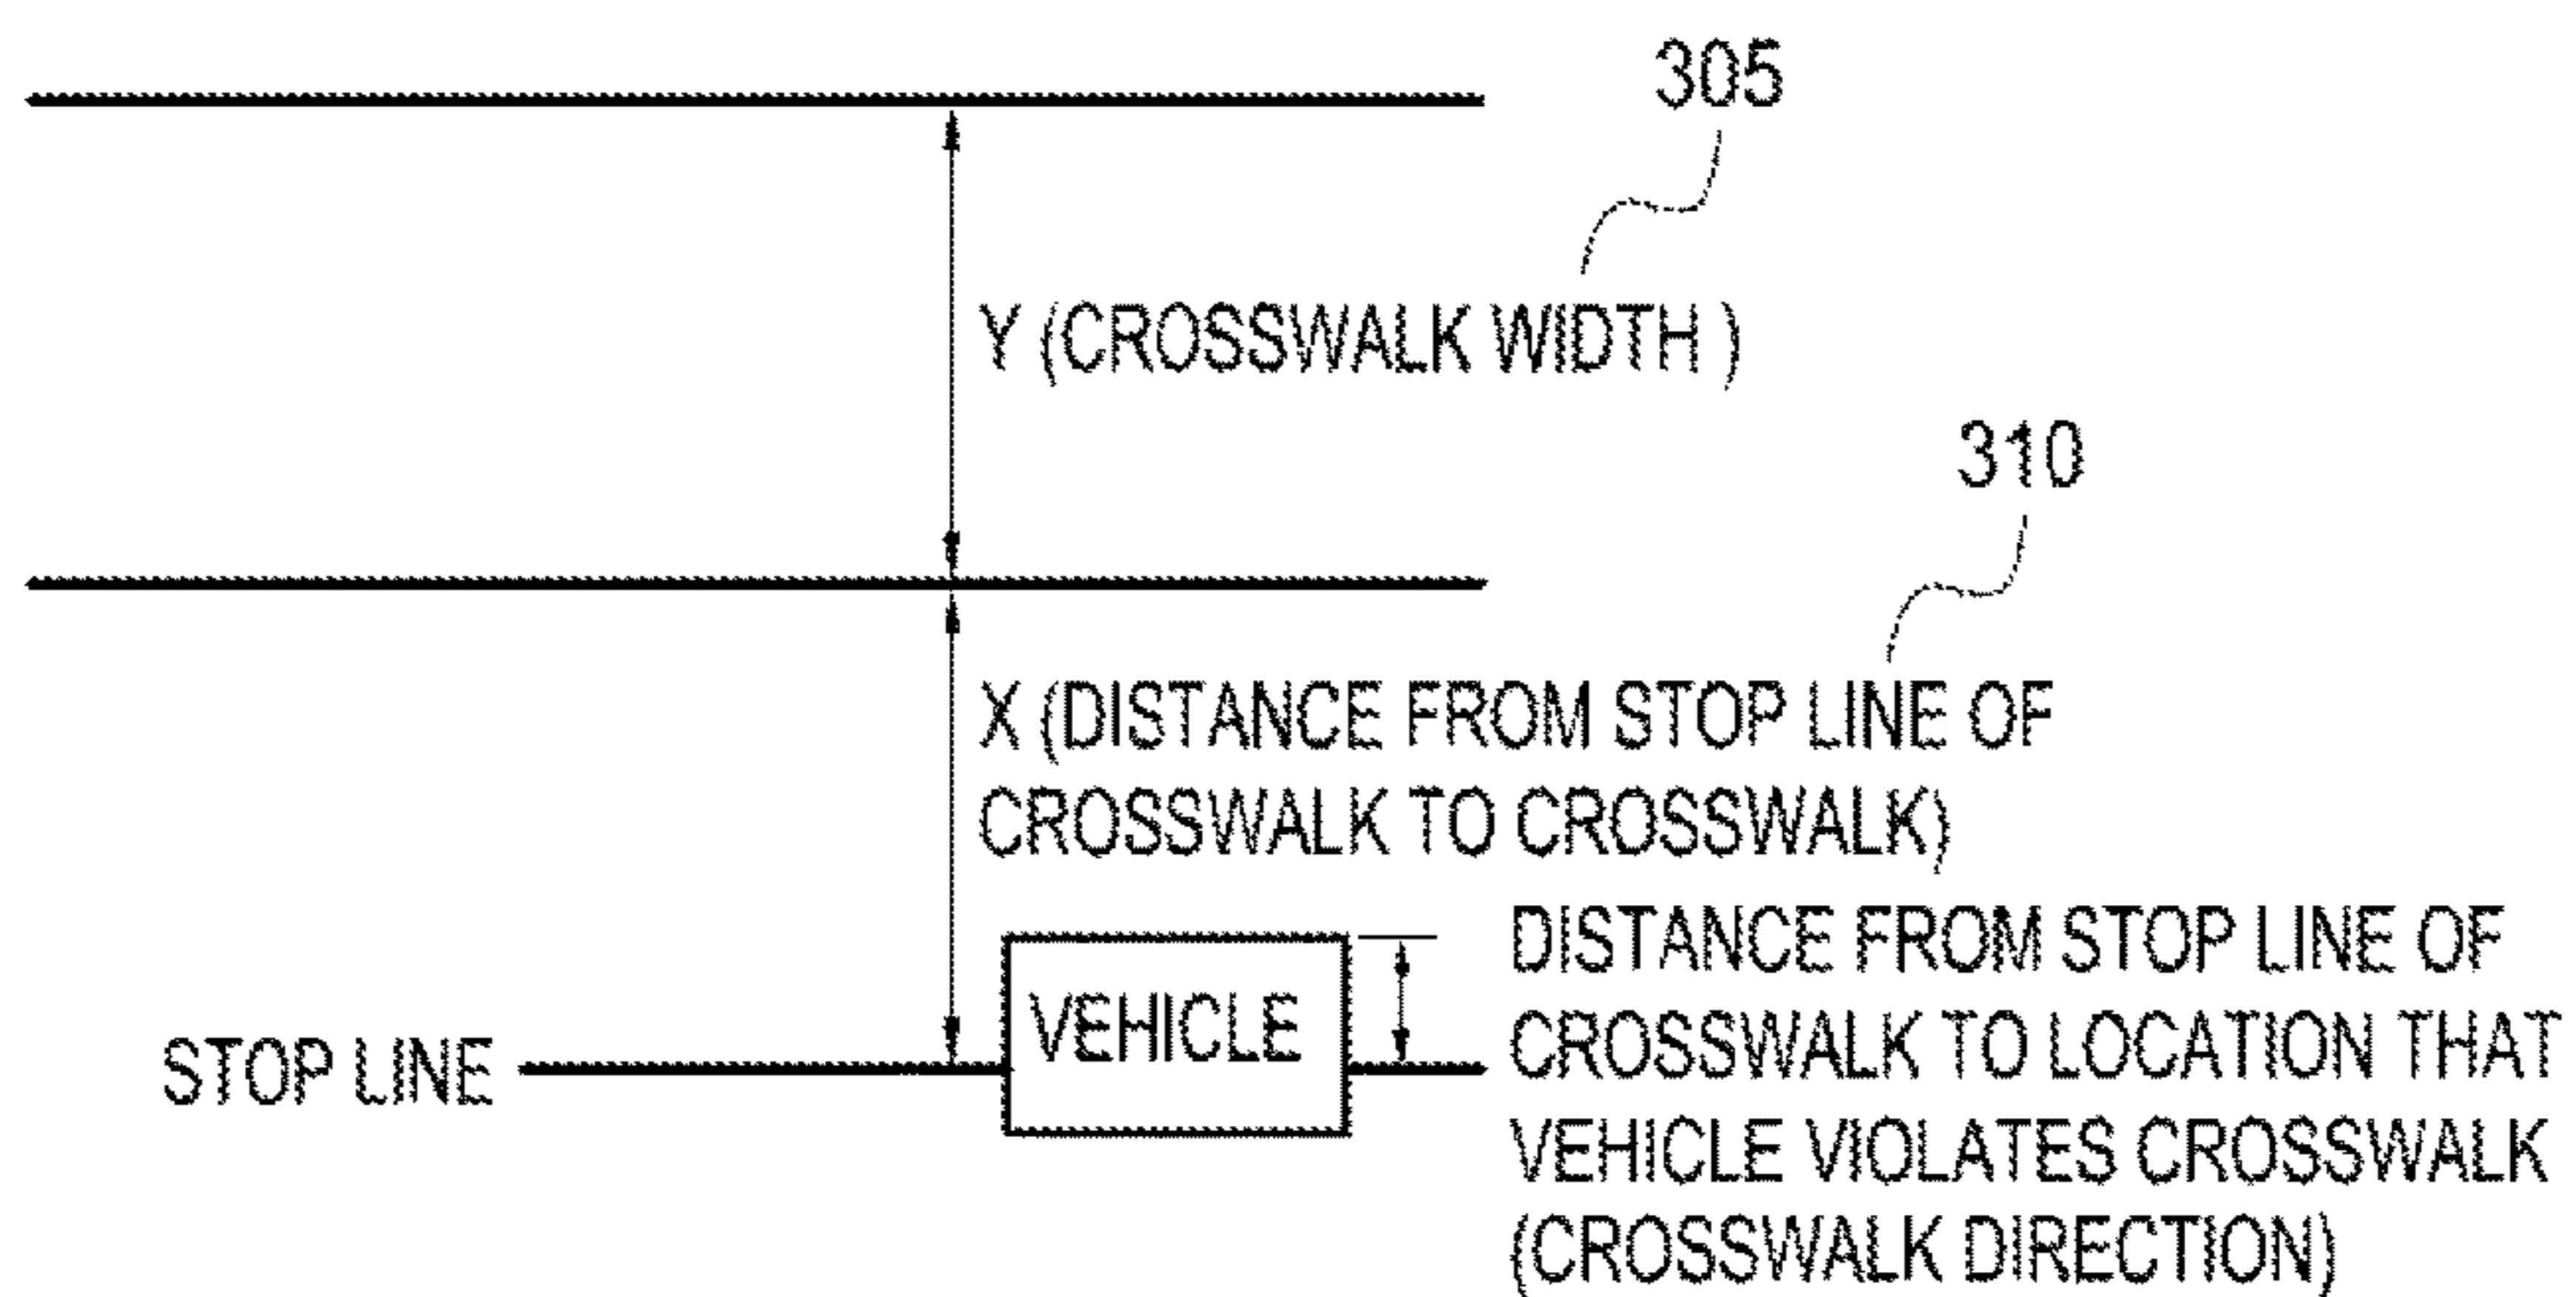 305
Y (CROSSWALK WIDTH )
310
X (DISTANCE FROM STOP LINE OF
CROSSWALK TO CROSSWALK)
STOP LINE
VEHICLE
DISTANCE FROM STOP LINE OF
CROSSWALK TO LOCATION THAT
VEHICLE VIOLATES CROSSWALK
(CROSSWALK DIRECTION)